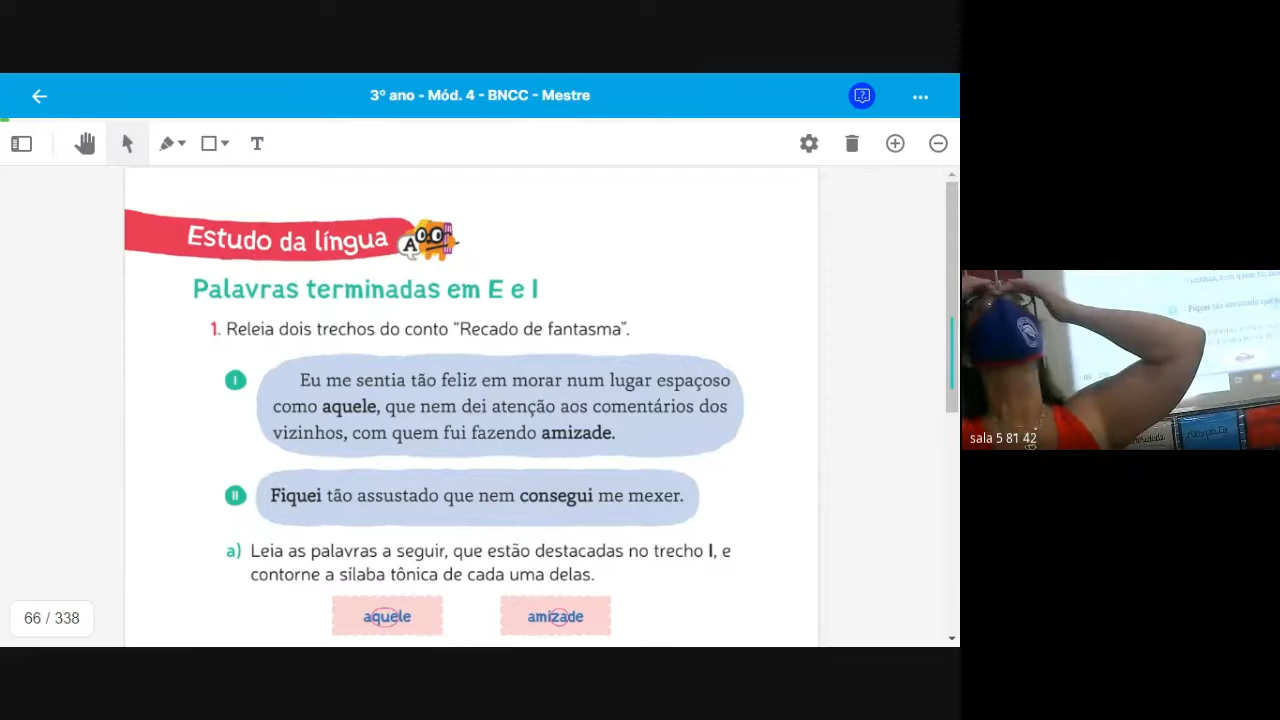 3º ano - Mód. 4 - BNCC - Mestre
T
Estudo da língua
A
Palavras terminadas em E e I
1. Releia dois trechos do conto “Recado de fantasma”.
I
Eu me sentia tão feliz em morar num lugar espaçoso
como aquele, que nem dei atenção aos comentários dos
vizinhos, com quem fui fazendo amizade.
II
Fiquei tão assustado que nem consegui me mexer.
a) Leia as palavras a seguir, que estão destacadas no trecho I, e
contorne a sílaba tônica de cada uma delas.
aquele amizade
66 / 338
sala 5 81 42